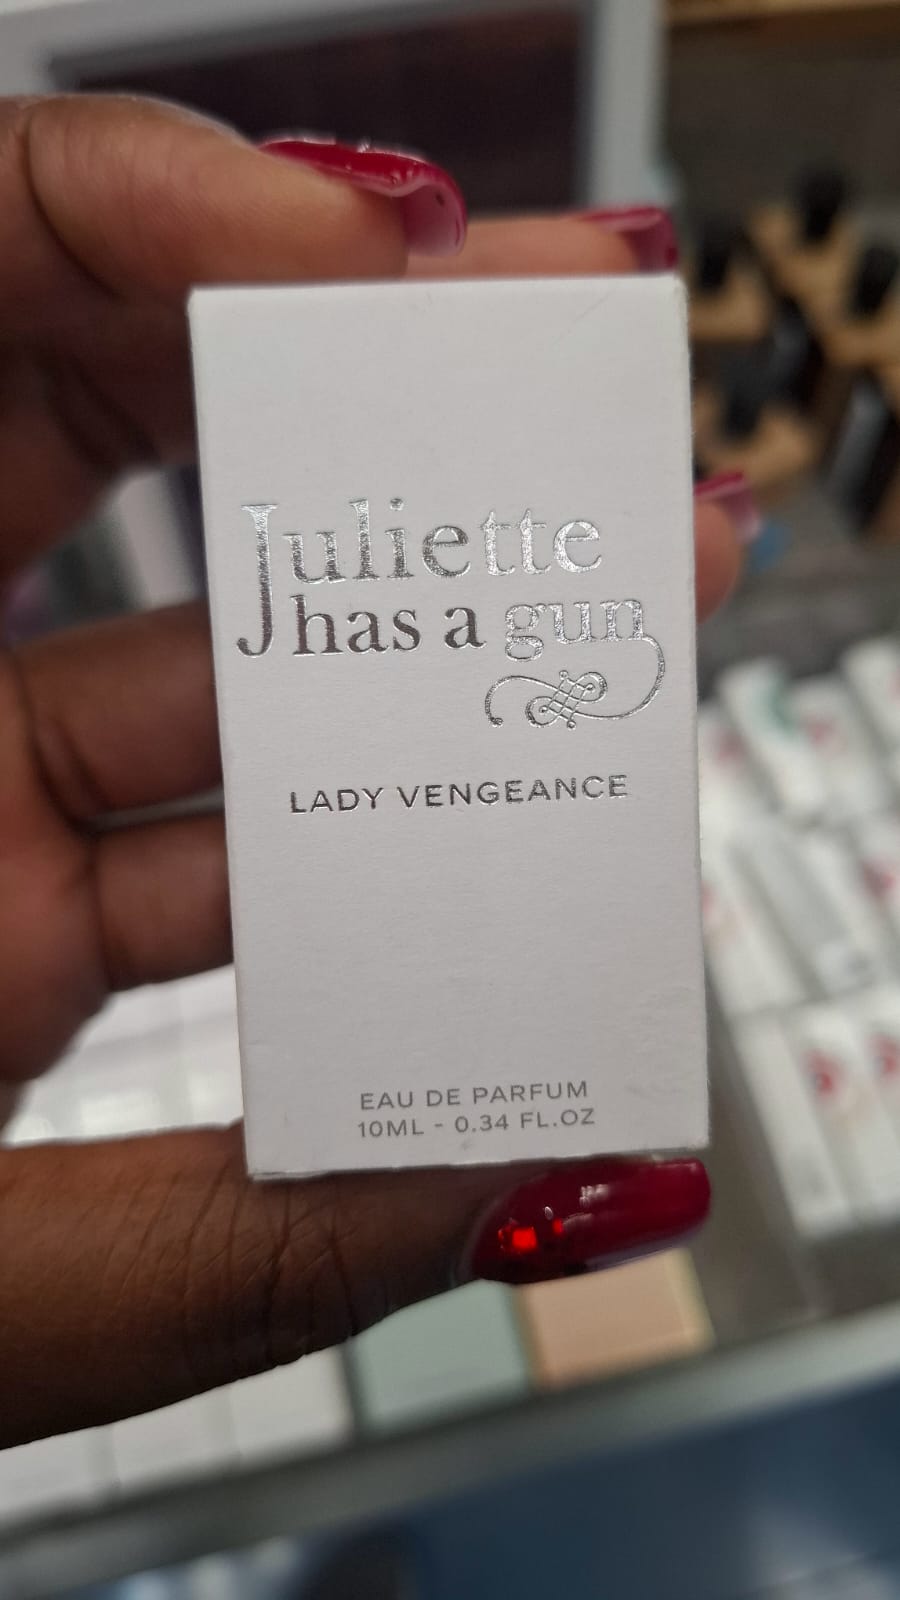 Juliette
has a gun
LADY VENGEANCE
EAU DE PARFUM
10ML - 0.34 FL.OZ